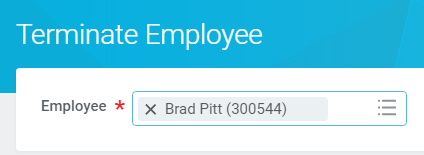 Terminate Employee
Employee * × Brad Pitt (300544)